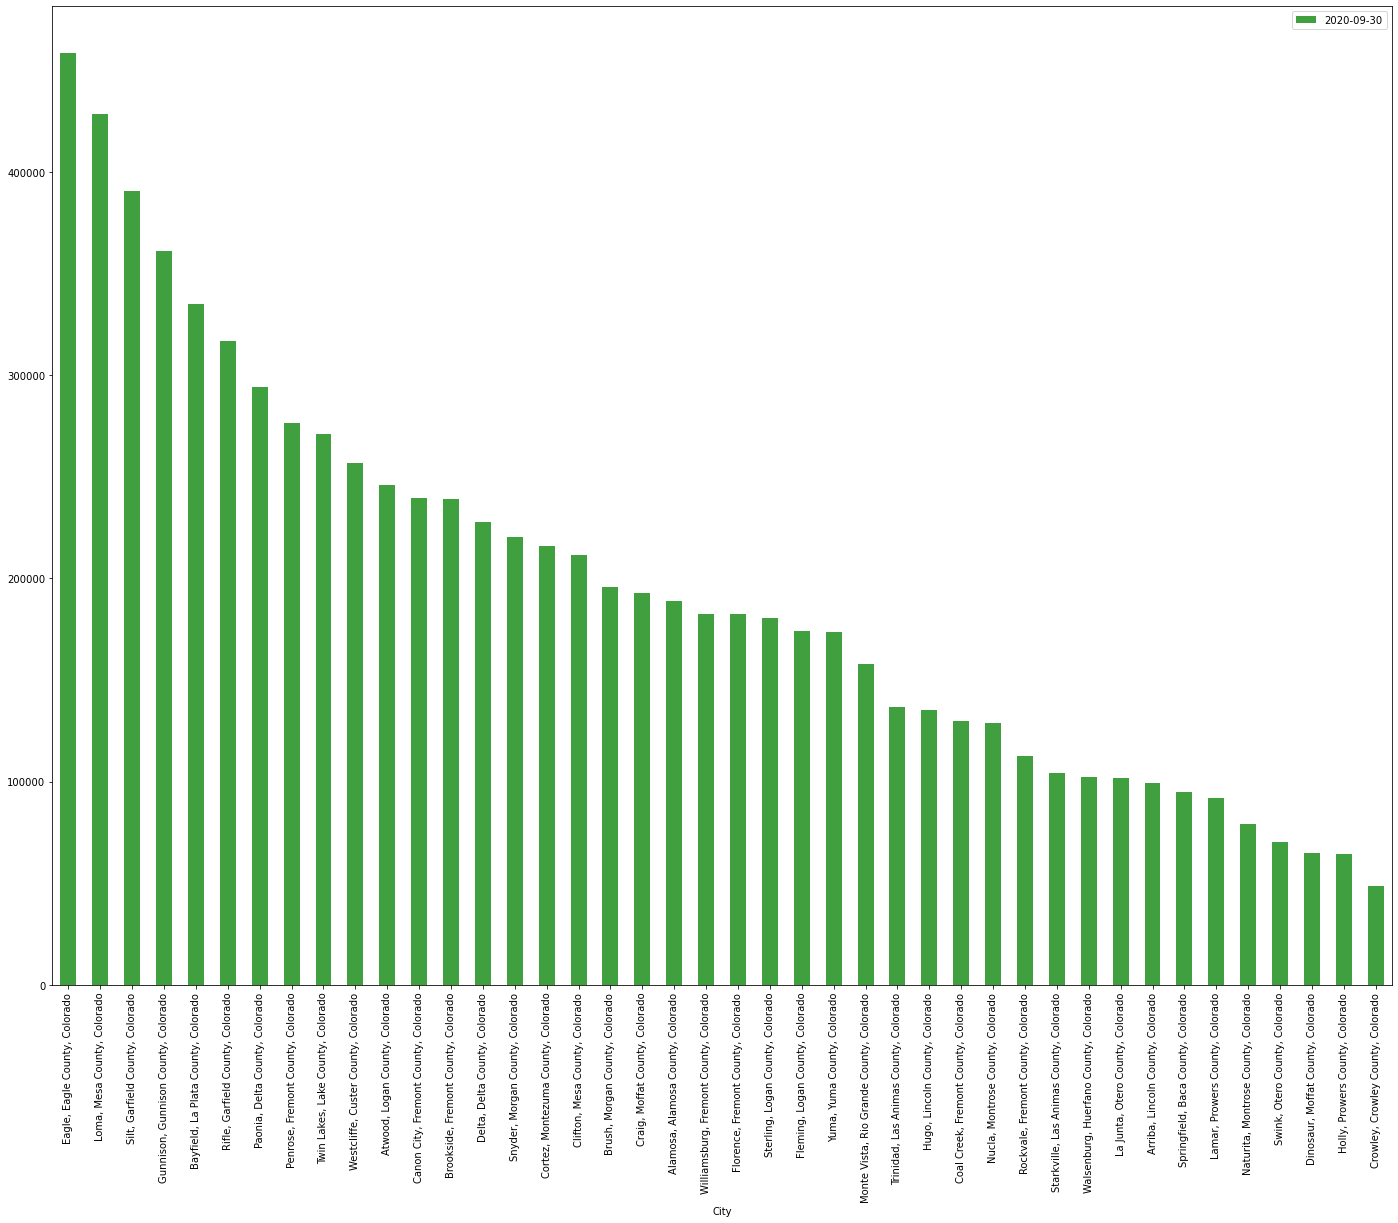 2020-09-30
400000
300000
200000
100000
0
Eagle, Eagle County, Colorado
Loma, Mesa County, Colorado
Silt, Garfield County, Colorado
Gunnison, Gunnison County, Colorado
Bayfield, La Plata County, Colorado
Rifle, Garfield County, Colorado
Paonia, Delta County, Colorado
Penrose, Fremont County, Colorado
Twin Lakes, Lake County, Colorado
Westcliffe, Custer County, Colorado
Atwood, Logan County, Colorado
Canon City, Fremont County, Colorado
Brookside, Fremont County, Colorado
Delta, Delta County, Colorado
Snyder, Morgan County, Colorado
Cortez, Montezuma County, Colorado
Clifton, Mesa County, Colorado
Brush, Morgan County, Colorado
Craig, Moffat County, Colorado
Alamosa, Alamosa County, Colorado
Williamsburg, Fremont County, Colorado
Florence, Fremont County, Colorado
Sterling, Logan County, Colorado
Fleming, Logan County, Colorado
Yuma, Yuma County, Colorado
Monte Vista, Rio Grande County, Colorado
Trinidad, Las Animas County, Colorado
Hugo, Lincoln County, Colorado
Coal Creek, Fremont County, Colorado
Nucla, Montrose County, Colorado
Rockvale, Fremont County, Colorado
Starkville, Las Animas County, Colorado
Walsenburg, Huerfano County, Colorado
La Junta, Otero County, Colorado
Arriba, Lincoln County, Colorado
Springfield, Baca County, Colorado
Lamar, Prowers County, Colorado
Naturita, Montrose County, Colorado
Swink, Otero County, Colorado
Dinosaur, Moffat County, Colorado
Holly, Prowers County, Colorado
Crowley, Crowley County, Colorado
City